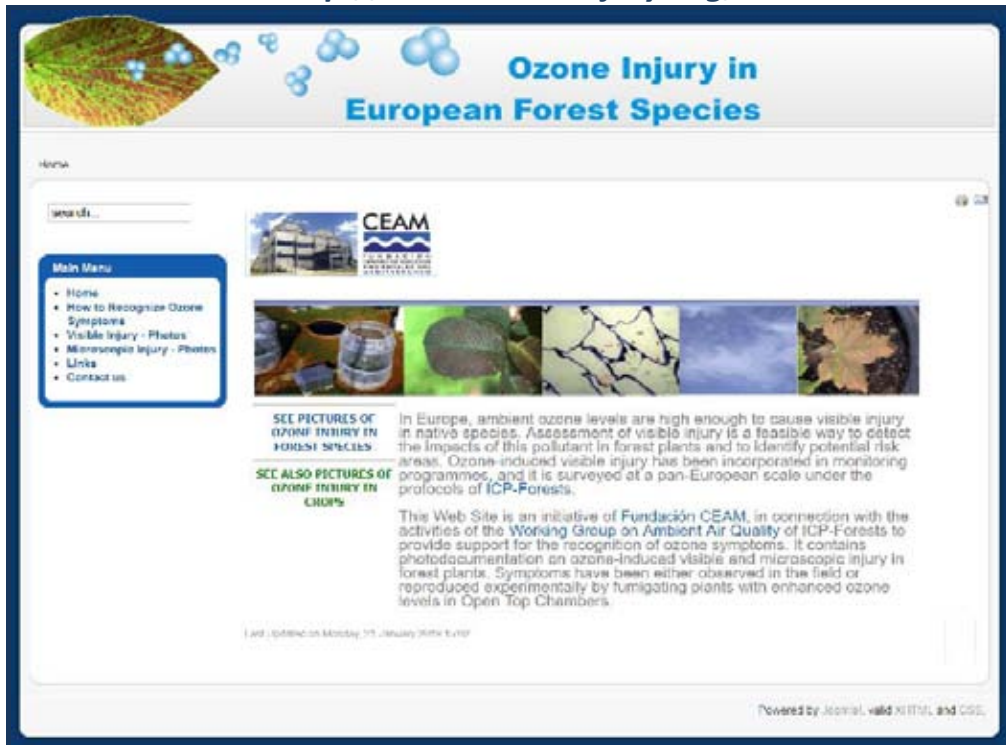 Ozone Injury in
European Forest Species
Home
search...
CEAM
FUNDACIÓN
Main Menu
Home
How to Recognize Ozone
Symptoms
Visible Injury - Photos
Microscopic Injury - Photos
Links
Contact us
SEE PICTURES OF
OZONE INJURY IN
FOREST SPECIES
SEE ALSO PICTURES OF
OZONE INJURY IN
CROPS
In Europe, ambient ozone levels are high enough to cause visible injury
in native species. Assessment of visible injury is a feasible way to detect
the impacts of this pollutant in forest plants and to identify potential risk
areas. Ozone-induced visible injury has been incorporated in monitoring
programmes, and it is surveyed at a pan-European scale under the
protocols of ICP-Forests.
This Web Site is an initiative of Fundación CEAM, in connection with the
activities of the Working Group on Ambient Air Quality of ICP-Forests to
provide support for the recognition of ozone symptoms. It contains
photodocumentation on ozone-induced visible and microscopic injury in
forest plants. Symptoms have been either observed in the field or
reproduced experimentally by fumigating plants with enhanced ozone
levels in Open Top Chambers.
Last Updated on Monday, January
Powered by Joomla!, valid XHTML and CSS.